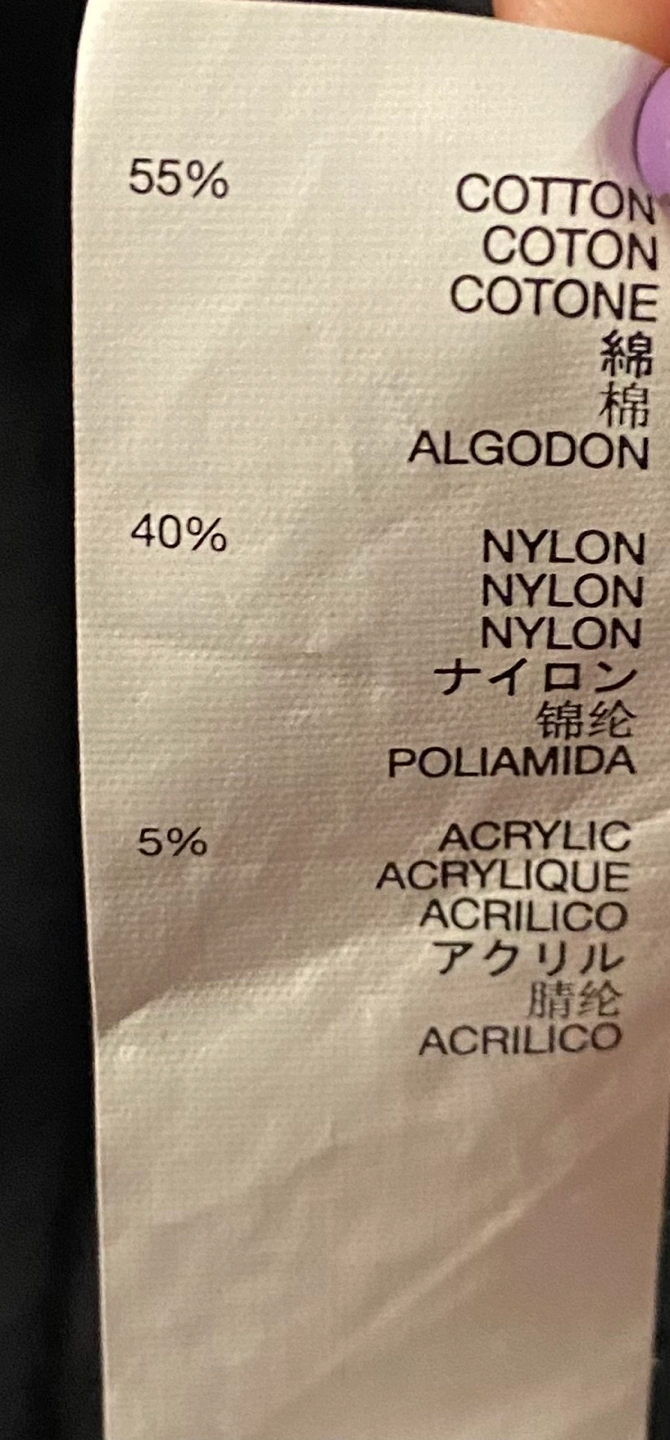 55% COTTON
COTON
COTONE
綿
棉
ALGODON
40% NYLON
NYLON
NYLON
ナイロン
锦纶
POLIAMIDA
5% ACRYLIC
ACRYLIQUE
ACRILICO
アクリル
腈纶
ACRILICO